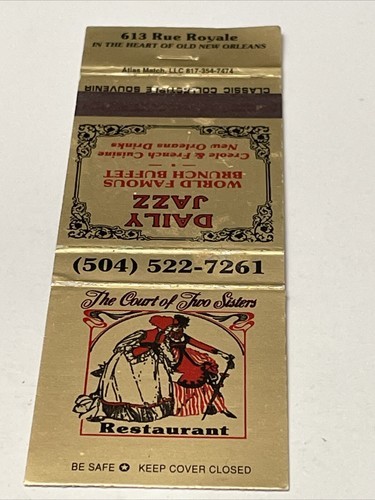 613 Rue Royale
IN THE HEART OF OLD NEW ORLEANS
Atlas Match, LLC 817-354-7474
CLASSIC COLLECTIBLE SOUVENIR
DAILY
JAZZ
WORLD FAMOUS
BRUNCH BUFFET
Creole & French Cuisine
New Orleans Drinks
(504) 522-7261
The Court of Two Sisters
Restaurant
BE SAFE ✪ KEEP COVER CLOSED